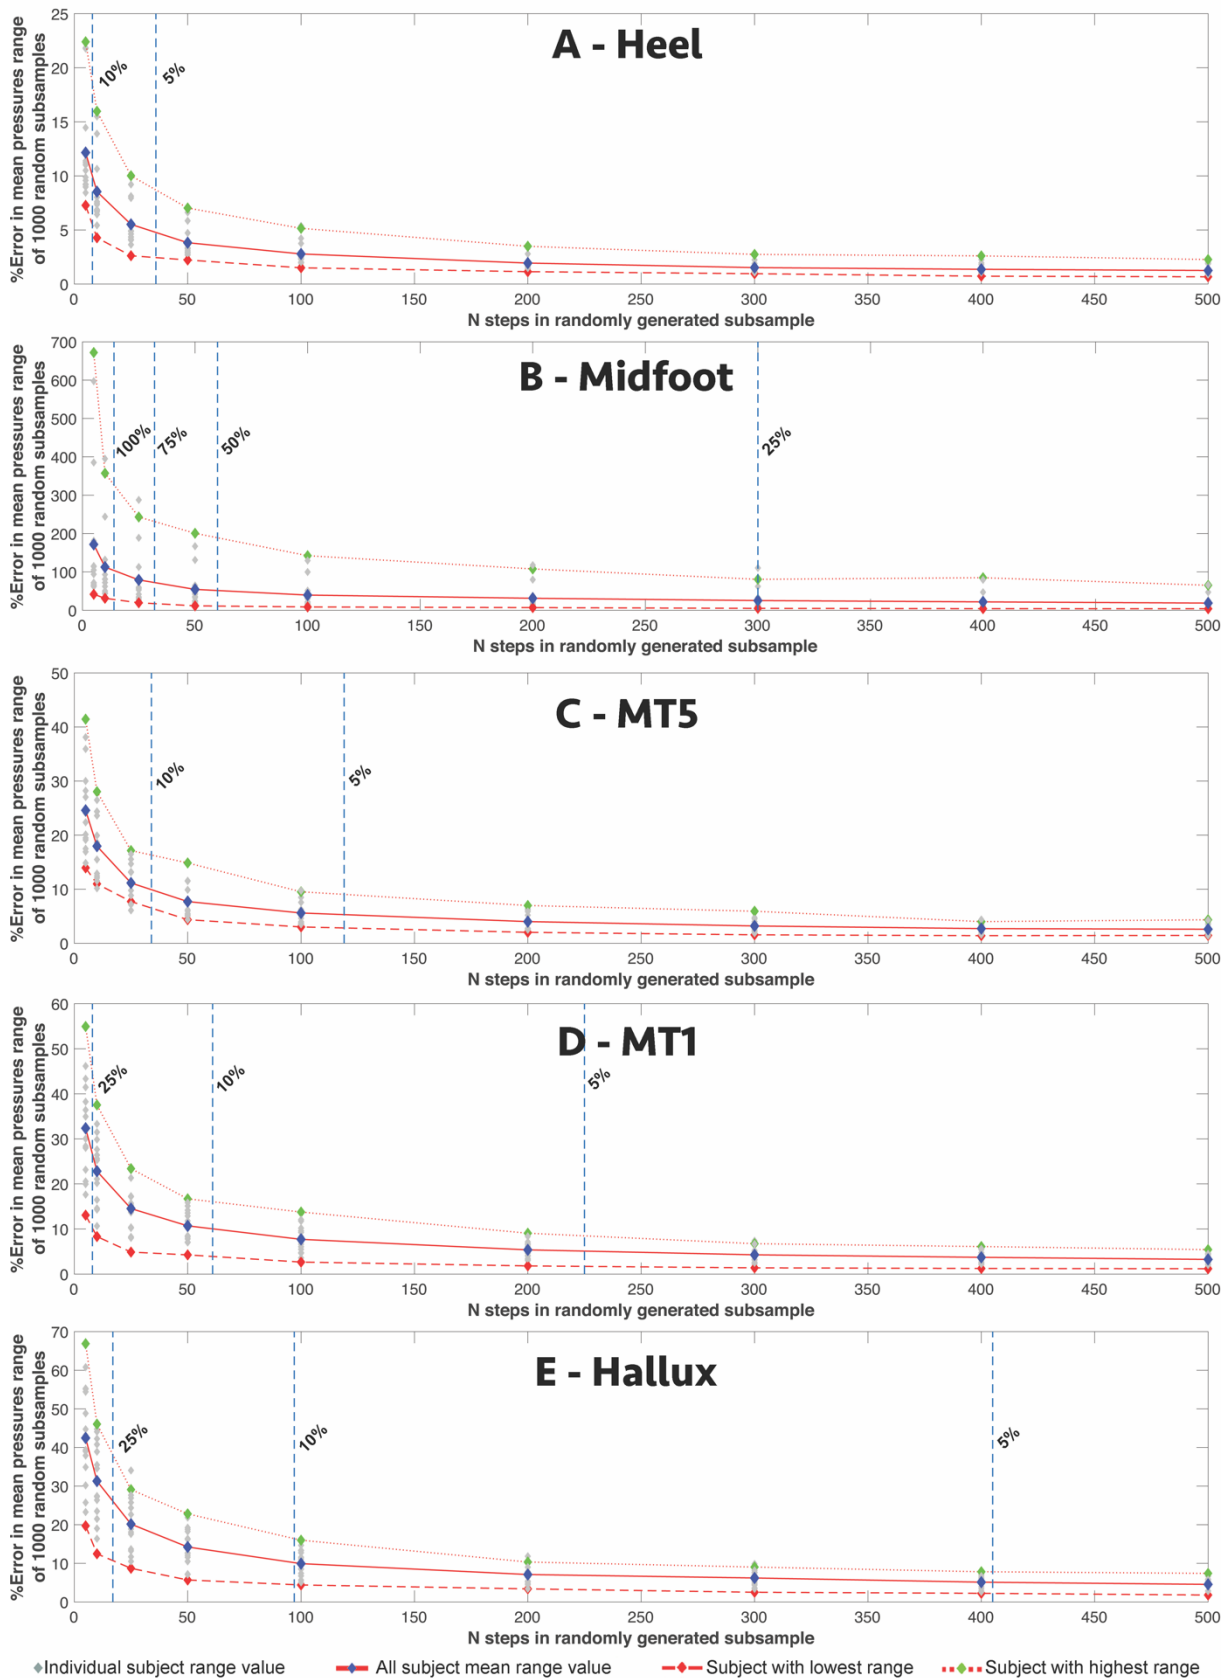 A - Heel
%Error in mean pressures range
of 1000 random subsamples
25
20
15
10
5
0
10%
5%
0 50 100 150 200 250 300 350 400 450 500
N steps in randomly generated subsample
B - Midfoot
%Error in mean pressures range
of 1000 random subsamples
700
600
500
400
300
200
100
0
100%
75%
50%
25%
0 50 100 150 200 250 300 350 400 450 500
N steps in randomly generated subsample
C - MT5
%Error in mean pressures range
of 1000 random subsamples
50
40
30
20
10
0
10%
5%
0 50 100 150 200 250 300 350 400 450 500
N steps in randomly generated subsample
D - MT1
%Error in mean pressures range
of 1000 random subsamples
60
50
40
30
20
10
0
25%
10%
5%
0 50 100 150 200 250 300 350 400 450 500
N steps in randomly generated subsample
E - Hallux
%Error in mean pressures range
of 1000 random subsamples
70
60
50
40
30
20
10
0
25%
10%
5%
0 50 100 150 200 250 300 350 400 450 500
N steps in randomly generated subsample
Individual subject range value All subject mean range value Subject with lowest range Subject with highest range